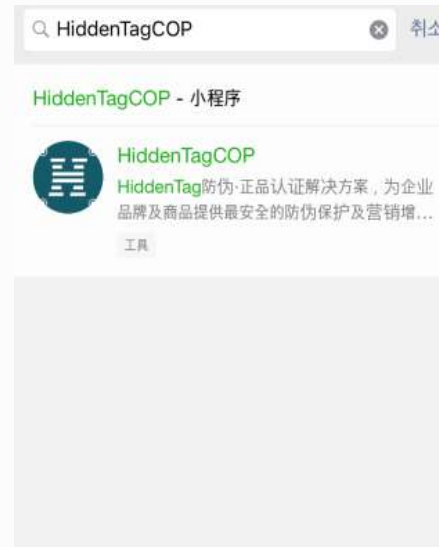 HiddenTagCOP
취소
HiddenTagCOP - 小程序
HiddenTagCOP
HiddenTag防伪·正品认证解决方案，为企业
品牌及商品提供最安全的防伪保护及营销增...
工具